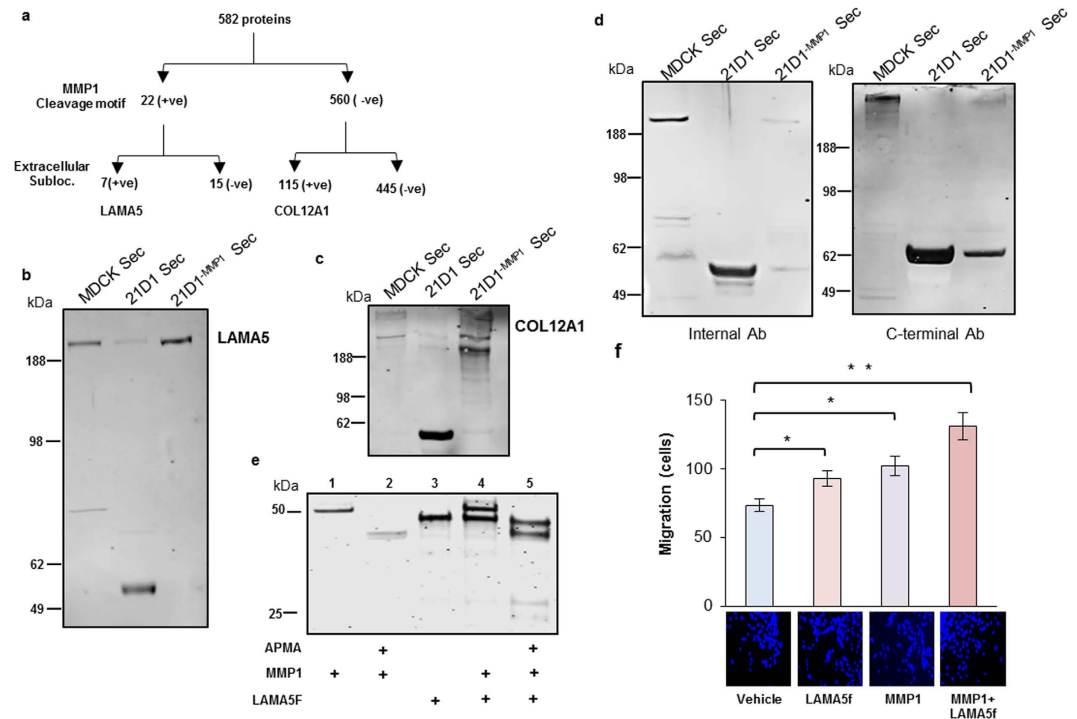 a
582 proteins
MMP1
Cleavage motif
22 (+ve)
560 (-ve)
Extracellular
Subloc.
7(+ve)
15 (-ve)
115 (+ve)
445 (-ve)
LAMA5
COL12A1
b
MDCK Sec
21D1 Sec
21D1-MMP1 Sec
kDa
LAMA5
188
98
62
49
c
MDCK Sec
21D1 Sec
21D1-MMP1 Sec
kDa
COL12A1
188
98
62
d
MDCK Sec
21D1 Sec
21D1-MMP1 Sec
kDa
188
98
62
49
Internal Ab
MDCK Sec
21D1 Sec
21D1-MMP1 Sec
kDa
188
98
62
49
C-terminal Ab
e
kDa
1 2 3 4 5
50
25
APMA + +
MMP1 + + + +
LAMA5F + + +
f
* *
*
*
Migration (cells)
150
100
50
0
Vehicle
LAMA5f
MMP1
MMP1+
LAMA5f